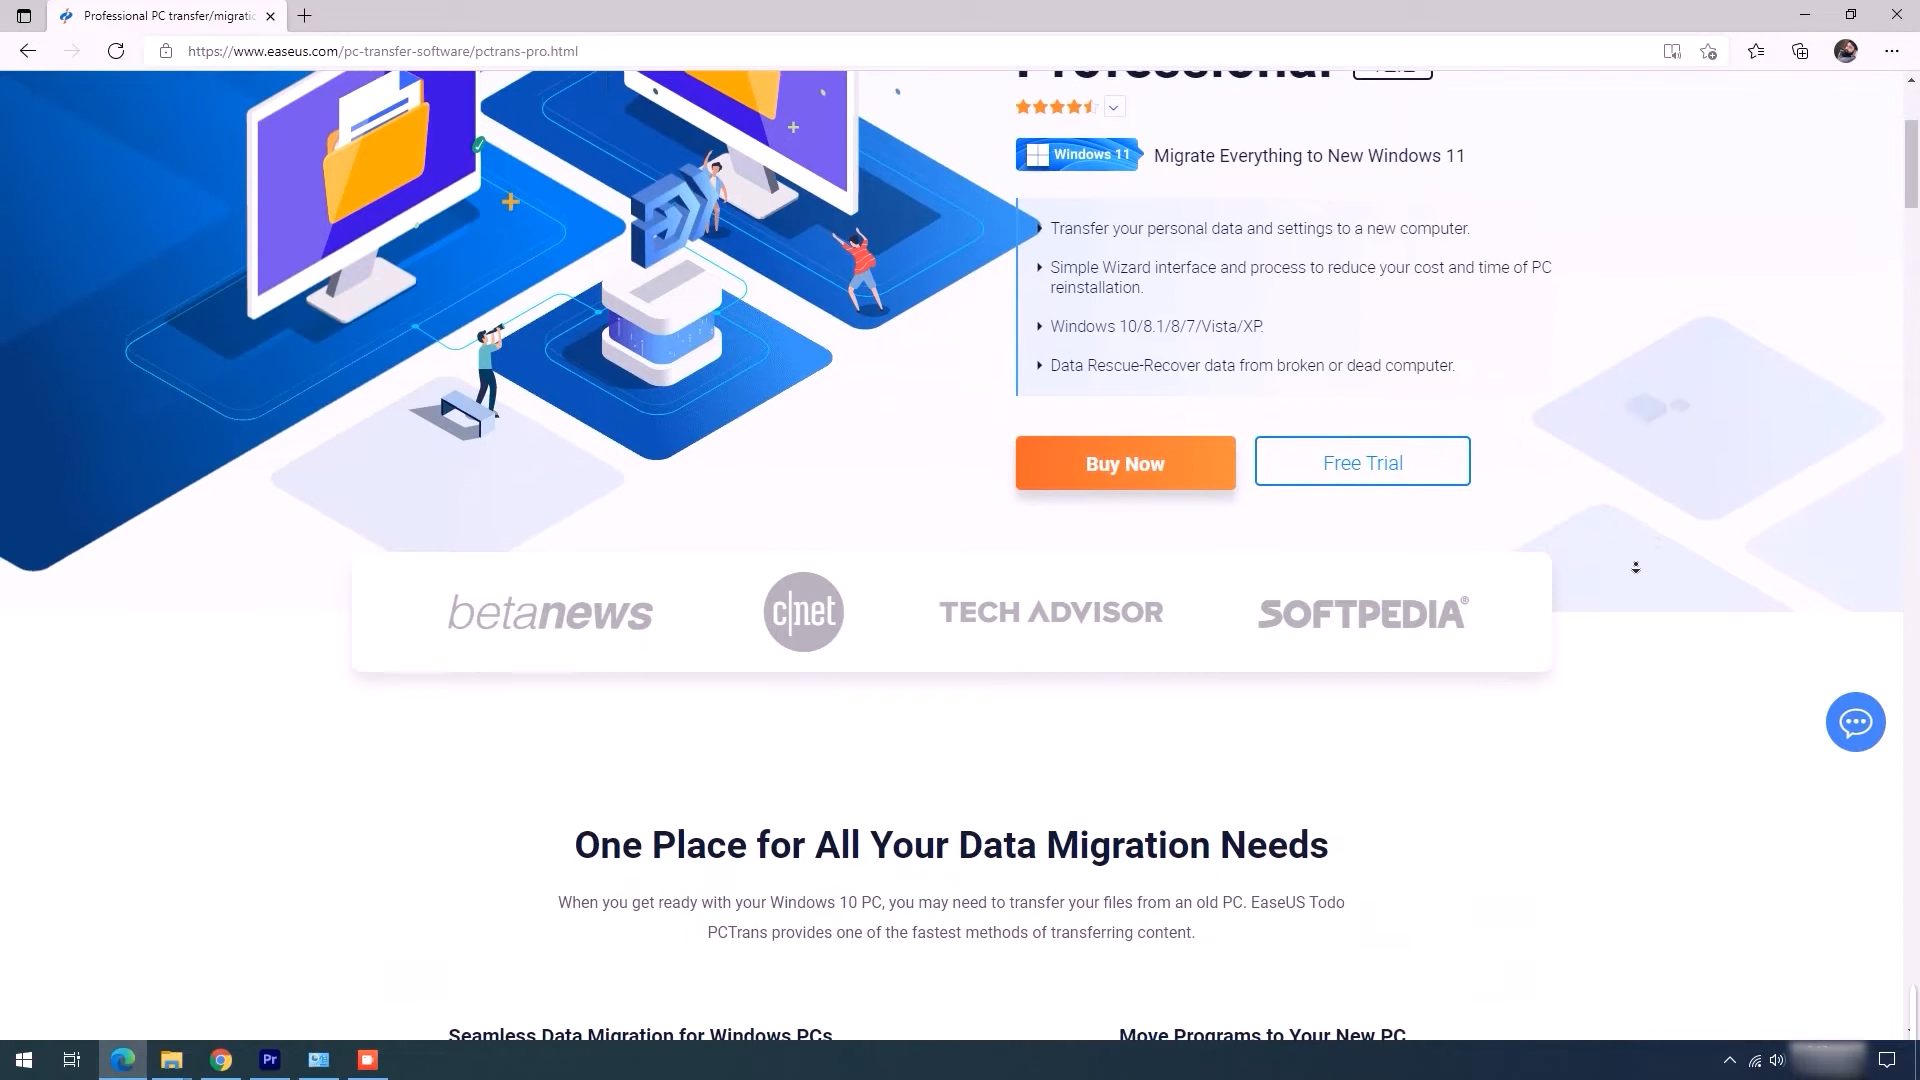 Professional PC transfer/migratio
https://www.easeus.com/pc-transfer-software/pctrans-pro.html
Professional
Windows 11
Migrate Everything to New Windows 11
Transfer your personal data and settings to a new computer.
Simple Wizard interface and process to reduce your cost and time of PC
reinstallation.
Windows 10/8.1/8/7/Vista/XP.
Data Rescue-Recover data from broken or dead computer.
Buy Now
Free Trial
betanews
c|net
TECH ADVISOR
SOFTPEDIA®
One Place for All Your Data Migration Needs
When you get ready with your Windows 10 PC, you may need to transfer your files from an old PC. EaseUS Todo
PCTrans provides one of the fastest methods of transferring content.
Seamless Data Migration for Windows PCs
Move Programs to Your New PC
Pr